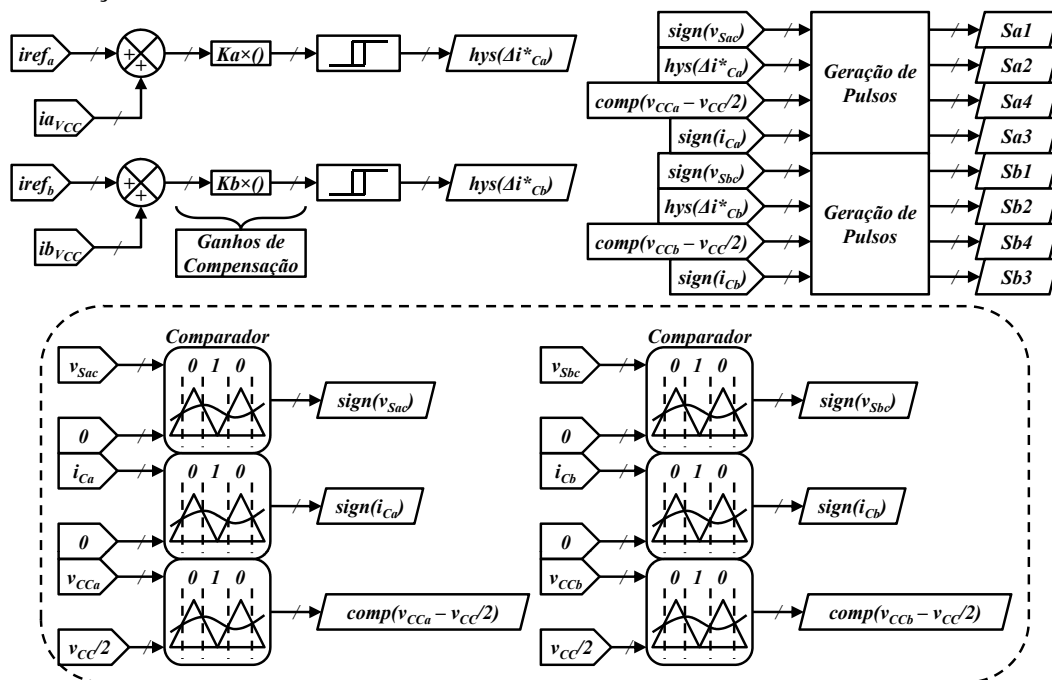 iref_a
+
+
Ka×()
hys(Δi*_Ca)
ia_VCC
iref_b
+
+
Kb×()
hys(Δi*_Cb)
ib_VCC
Ganhos de
Compensação
sign(v_Sac)
hys(Δi*_Ca)
comp(v_CCa – v_CC/2)
sign(i_Ca)
sign(v_Sbc)
hys(Δi*_Cb)
comp(v_CCb – v_CC/2)
sign(i_Cb)
Geração de
Pulsos
Geração de
Pulsos
Sa1
Sa2
Sa4
Sa3
Sb1
Sb2
Sb4
Sb3
Comparador
v_Sac
0 1 0
sign(v_Sac)
0
i_Ca
0 1 0
sign(i_Ca)
0
v_CCa
0 1 0
comp(v_CCa – v_CC/2)
v_CC/2
Comparador
v_Sbc
0 1 0
sign(v_Sbc)
0
i_Cb
0 1 0
sign(i_Cb)
0
v_CCb
0 1 0
comp(v_CCb – v_CC/2)
v_CC/2